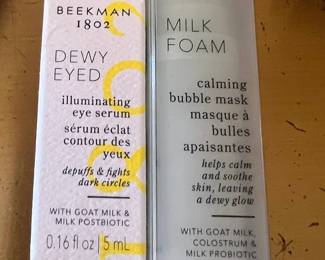 BEEKMAN
1802
DEWY
EYED
illuminating
eye serum
sérum éclat
contour des
yeux
depuffs & fights
dark circles
WITH GOAT MILK &
MILK POSTBIOTIC
0.16 fl oz | 5 mL
MILK
FOAM
calming
bubble mask
masque à
bulles
apaisantes
helps calm
and soothe
skin, leaving
a dewy glow
WITH GOAT MILK,
COLOSTRUM &
MILK PROBIOTIC